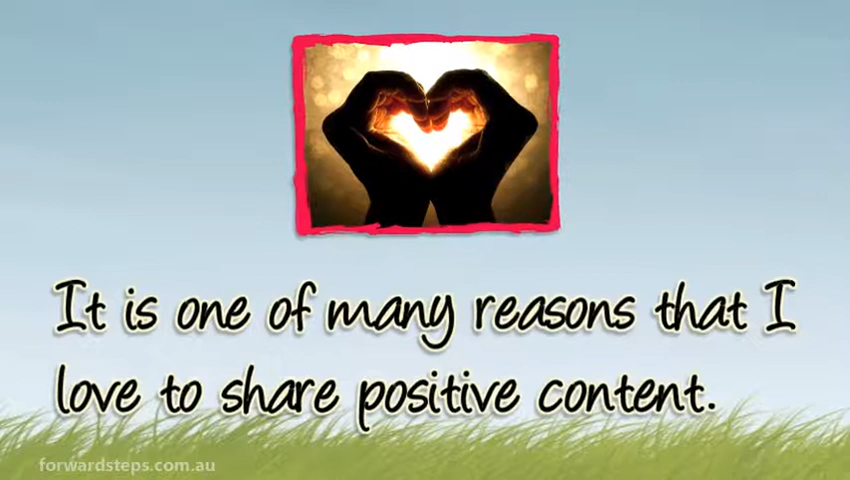 It is one of many reasons that I
love to share positive content.
forwardsteps.com.au